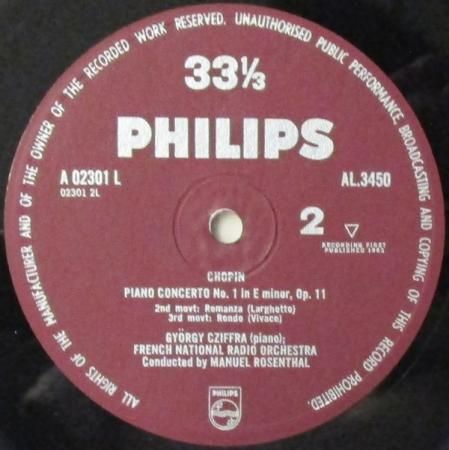 ALL RIGHTS OF THE MANUFACTURER AND OF THE OWNER OF THE RECORDED WORK RESERVED. UNAUTHORISED PUBLIC PERFORMANCE, BROADCASTING AND COPYING OF THIS RECORD PROHIBITED.
33⅓
PHILIPS
A 02301 L
AL.3450
02301 2L
2
RECORDING FIRST
PUBLISHED 1962
CHOPIN
PIANO CONCERTO No. 1 in E minor, Op. 11
2nd movt: Romanza (Larghetto)
3rd movt: Rondo (Vivace)
GYÖRGY CZIFFRA (piano);
FRENCH NATIONAL RADIO ORCHESTRA
Conducted by MANUEL ROSENTHAL
PHILIPS